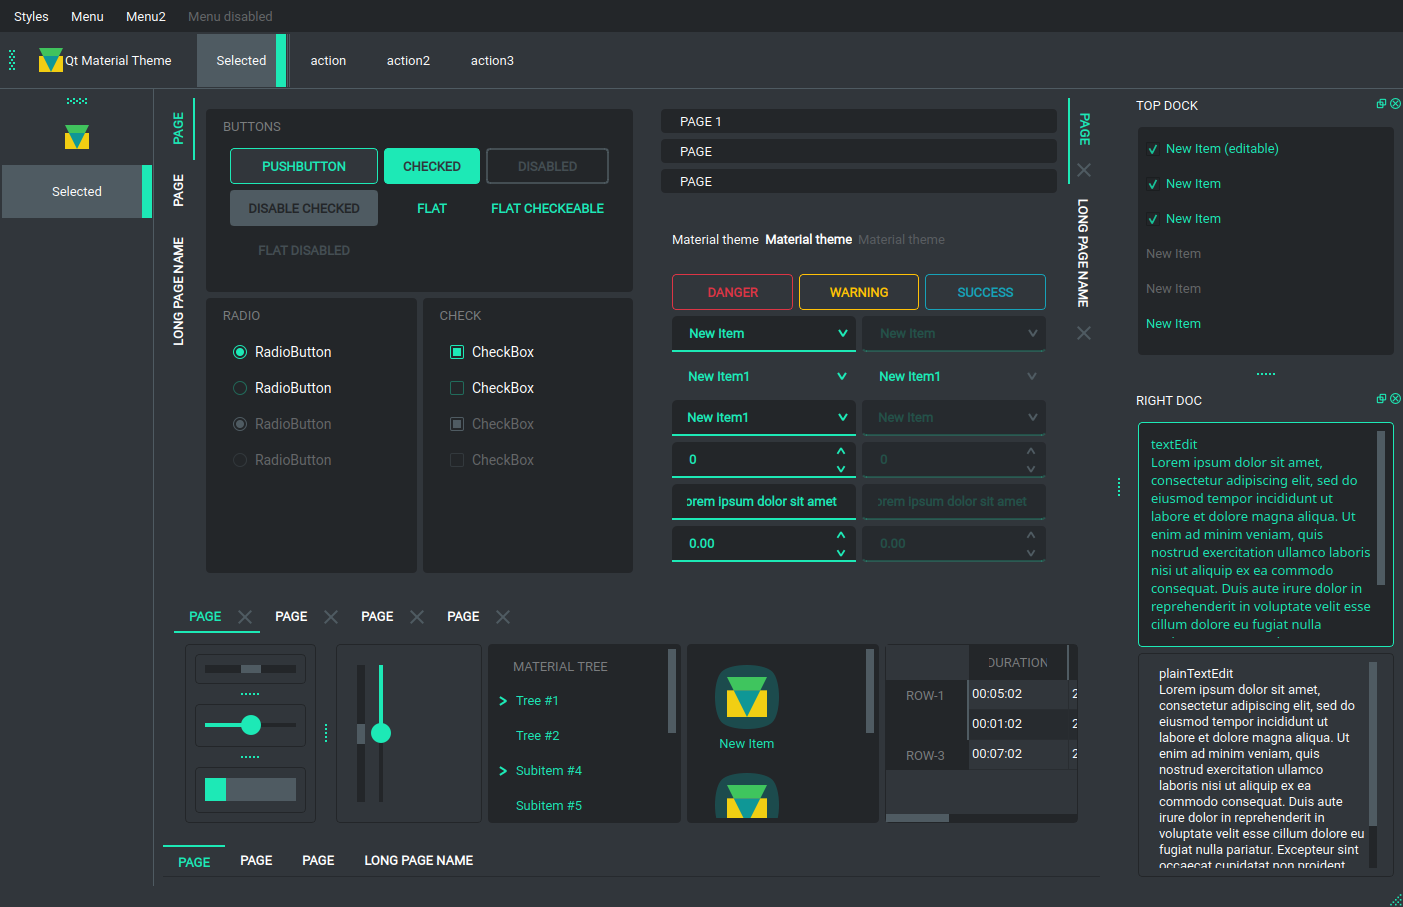 Styles Menu Menu2 Menu disabled
Qt Material Theme Selected action action2 action3
Selected
PAGE
PAGE
LONG PAGE NAME
BUTTONS
PUSHBUTTON CHECKED DISABLED
DISABLE CHECKED FLAT FLAT CHECKEABLE
FLAT DISABLED
RADIO
RadioButton
RadioButton
RadioButton
RadioButton
CHECK
CheckBox
CheckBox
CheckBox
CheckBox
PAGE 1
PAGE
PAGE
Material theme Material theme Material theme
DANGER WARNING SUCCESS
New Item New Item
New Item1 New Item1
New Item1 New Item
0 0
orem ipsum dolor sit amet orem ipsum dolor sit amet
0.00 0.00
PAGE
LONG PAGE NAME
PAGE PAGE PAGE PAGE
MATERIAL TREE
Tree #1
Tree #2
Subitem #4
Subitem #5
New Item
DURATION
ROW-1 00:05:02 2
00:01:02 2
ROW-3 00:07:02 2
PAGE PAGE PAGE LONG PAGE NAME
TOP DOCK
New Item (editable)
New Item
New Item
New Item
New Item
New Item
RIGHT DOC
textEdit
Lorem ipsum dolor sit amet,
consectetur adipiscing elit, sed do
eiusmod tempor incididunt ut
labore et dolore magna aliqua. Ut
enim ad minim veniam, quis
nostrud exercitation ullamco laboris
nisi ut aliquip ex ea commodo
consequat. Duis aute irure dolor in
reprehenderit in voluptate velit esse
cillum dolore eu fugiat nulla
plainTextEdit
Lorem ipsum dolor sit amet,
consectetur adipiscing elit, sed do
eiusmod tempor incididunt ut
labore et dolore magna aliqua. Ut
enim ad minim veniam, quis
nostrud exercitation ullamco
laboris nisi ut aliquip ex ea
commodo consequat. Duis aute
irure dolor in reprehenderit in
voluptate velit esse cillum dolore eu
fugiat nulla pariatur. Excepteur sint
occaecat cupidatat non proident